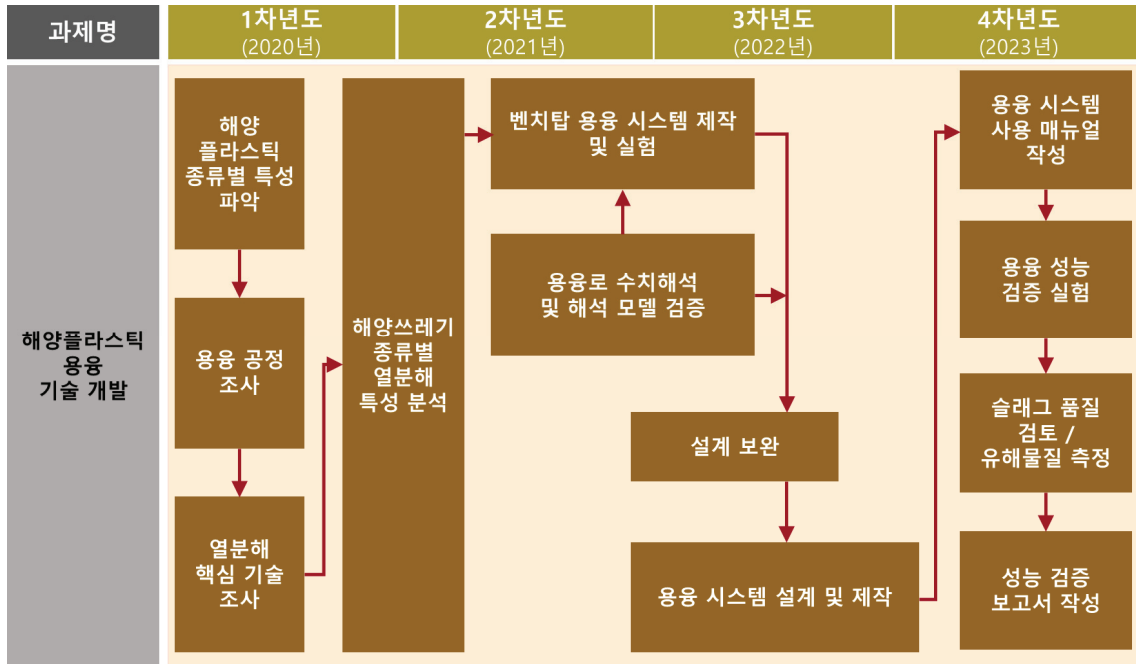 과제명
1차년도
(2020년)
2차년도
(2021년)
3차년도
(2022년)
4차년도
(2023년)
해양플라스틱
용융
기술 개발
해양
플라스틱
종류별 특성
파악
용융 공정
조사
열분해
핵심 기술
조사
해양쓰레기
종류별
열분해
특성 분석
벤치탑 용융 시스템 제작
및 실험
용융로 수치해석
및 해석 모델 검증
설계 보완
용융 시스템 설계 및 제작
용융 시스템
사용 매뉴얼
작성
용융 성능
검증 실험
슬래그 품질
검토 /
유해물질 측정
성능 검증
보고서 작성